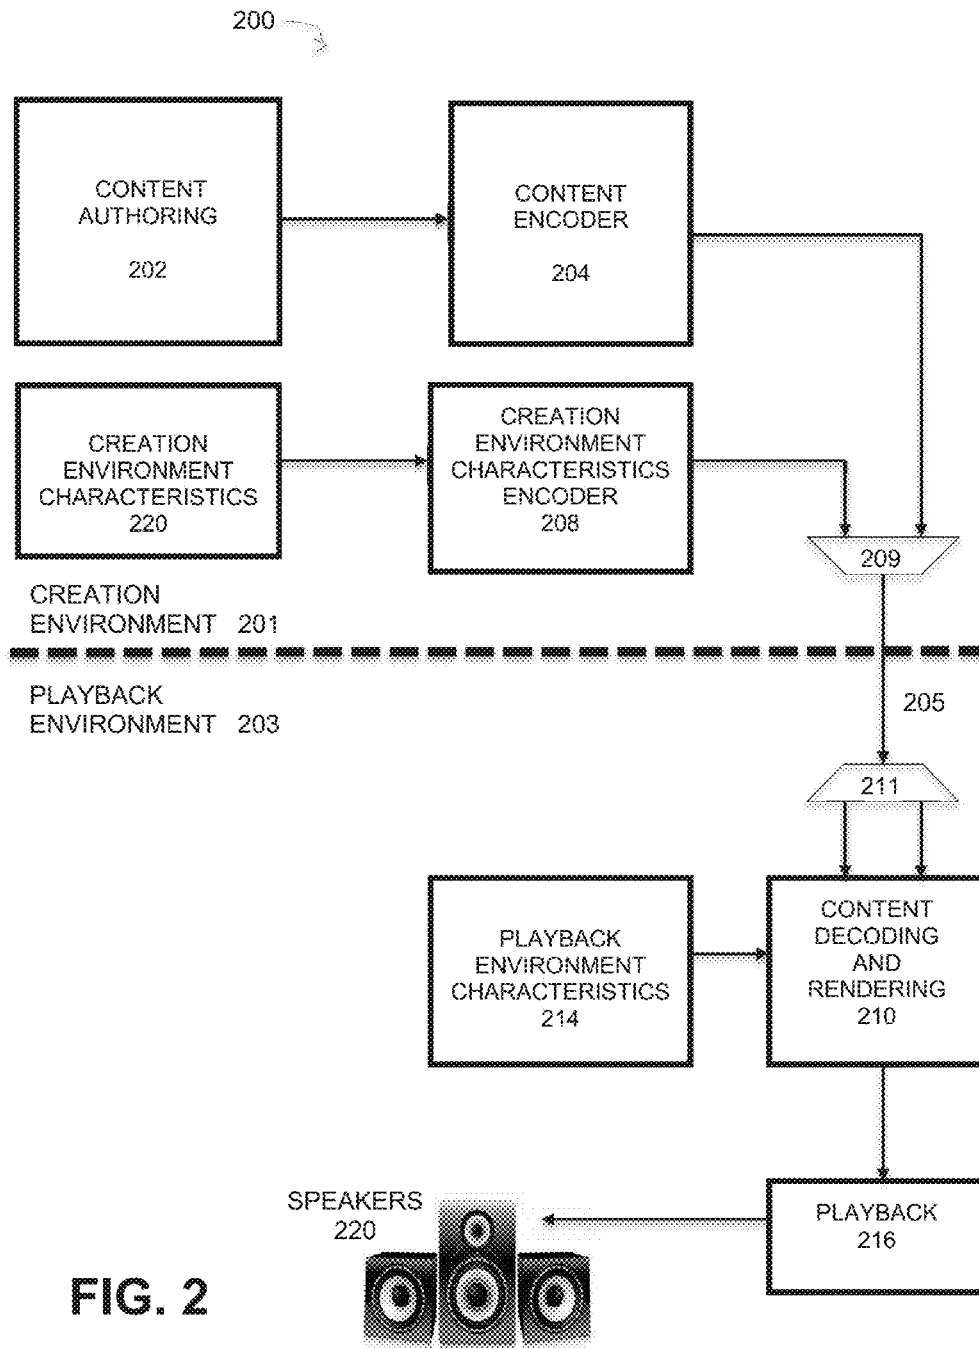 200
CONTENT
AUTHORING
202
CONTENT
ENCODER
204
CREATION
ENVIRONMENT
CHARACTERISTICS
220
CREATION
ENVIRONMENT
CHARACTERISTICS
ENCODER
208
209
CREATION
ENVIRONMENT 201
PLAYBACK
ENVIRONMENT 203
205
211
PLAYBACK
ENVIRONMENT
CHARACTERISTICS
214
CONTENT
DECODING
AND
RENDERING
210
SPEAKERS
220
PLAYBACK
216
FIG. 2